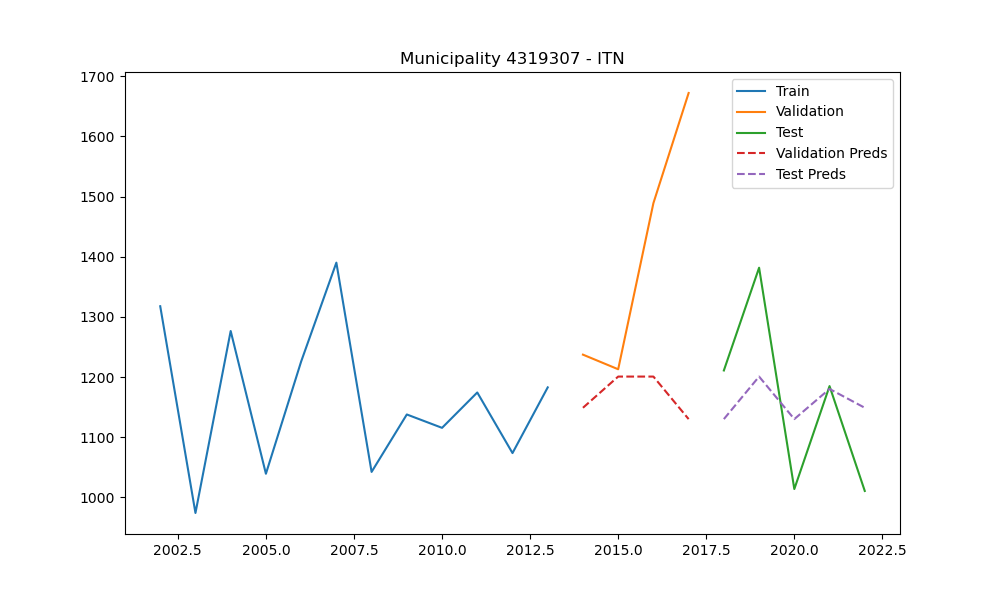 Municipality 4319307 - ITN
1700
1600
1500
1400
1300
1200
1100
1000
Train
Validation
Test
Validation Preds
Test Preds
2002.5 2005.0 2007.5 2010.0 2012.5 2015.0 2017.5 2020.0 2022.5